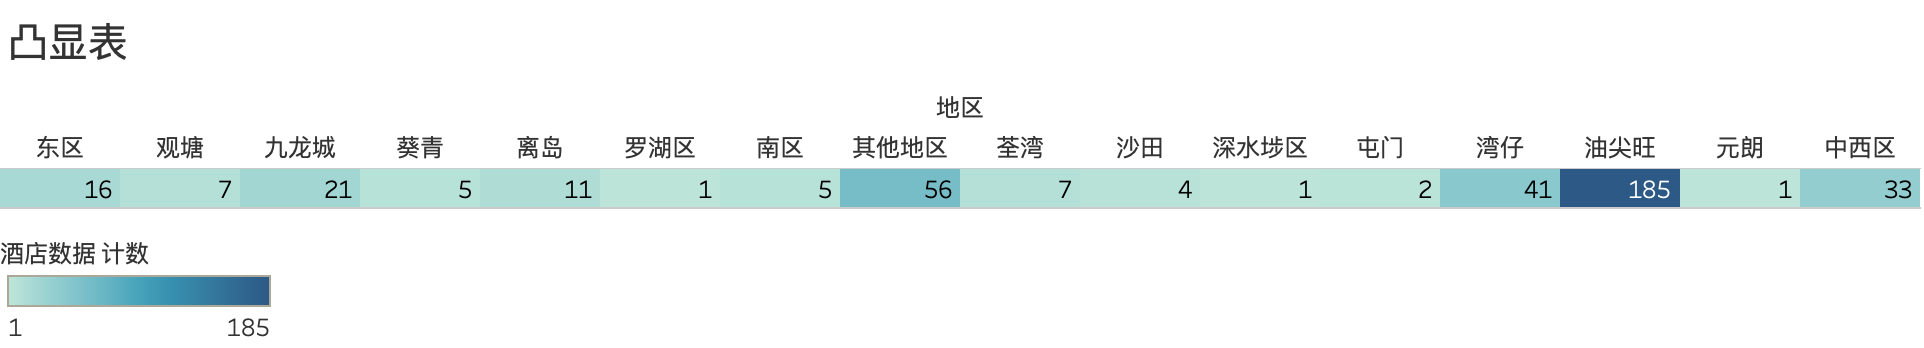 凸显表
地区
东区 观塘 九龙城 葵青 离岛 罗湖区 南区 其他地区 荃湾 沙田 深水埗区 屯门 湾仔 油尖旺 元朗 中西区
16 7 21 5 11 1 5 56 7 4 1 2 41 185 1 33
酒店数据 计数
1 185